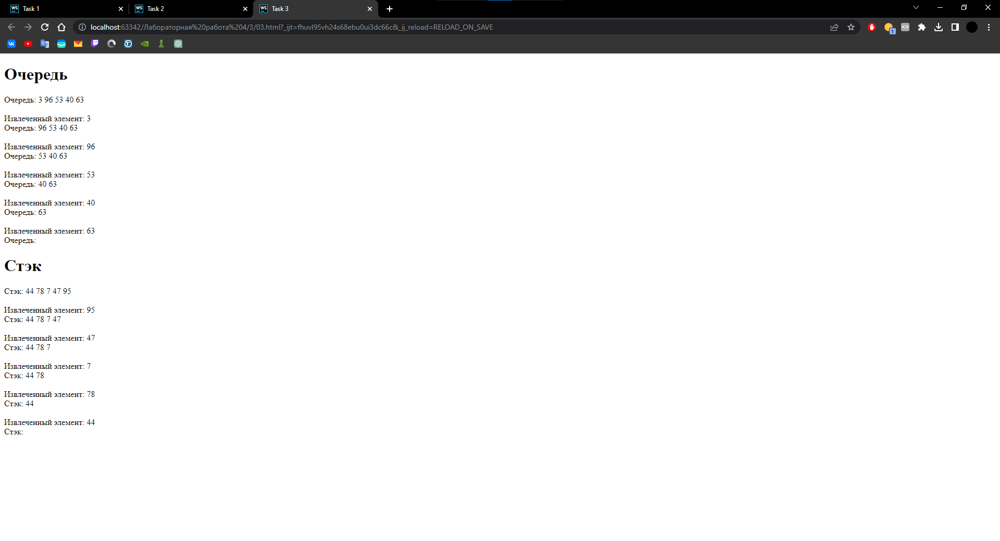 Task 1
Task 2
Task 3
localhost:63342/Лабораторная%20работа%204/3/03.html?_ijt=fhuvl95vh24s68ebu0ui3dc66c&_ij_reload=RELOAD_ON_SAVE
1
Очередь
Очередь: 3 96 53 40 63
Извлеченный элемент: 3
Очередь: 96 53 40 63
Извлеченный элемент: 96
Очередь: 53 40 63
Извлеченный элемент: 53
Очередь: 40 63
Извлеченный элемент: 40
Очередь: 63
Извлеченный элемент: 63
Очередь:
Стэк
Стэк: 44 78 7 47 95
Извлеченный элемент: 95
Стэк: 44 78 7 47
Извлеченный элемент: 47
Стэк: 44 78 7
Извлеченный элемент: 7
Стэк: 44 78
Извлеченный элемент: 78
Стэк: 44
Извлеченный элемент: 44
Стэк: